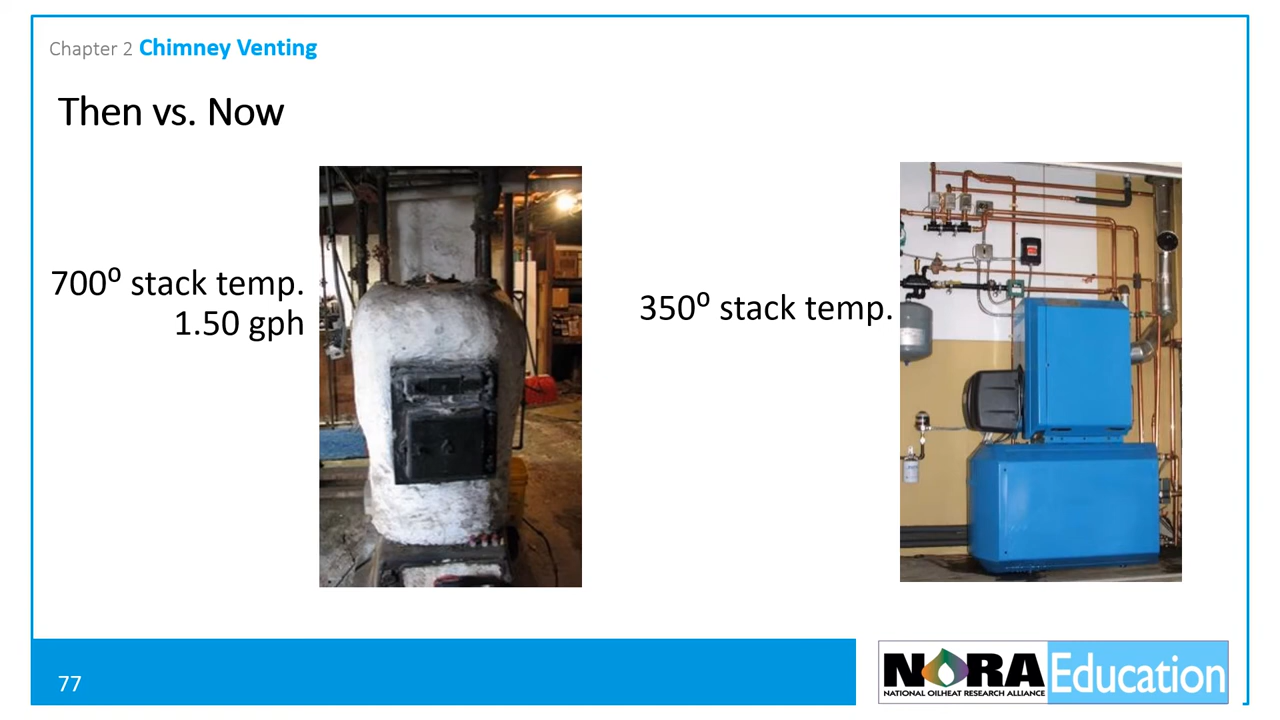 Chapter 2 Chimney Venting
Then vs. Now
700⁰ stack temp.
1.50 gph
350⁰ stack temp.
77
NORA Education
NATIONAL OILHEAT RESEARCH ALLIANCE